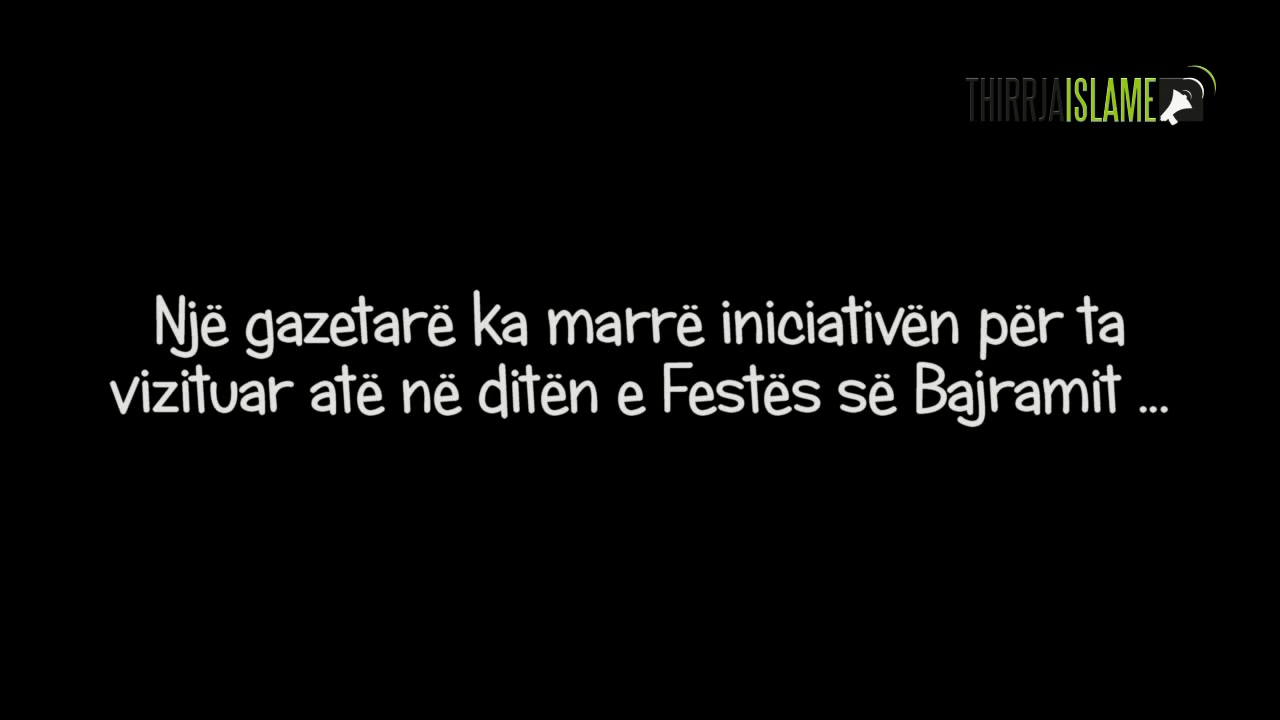 THIRRJAISLAME
Një gazetarë ka marrë iniciativën për ta
vizituar atë në ditën e Festës së Bajramit ...